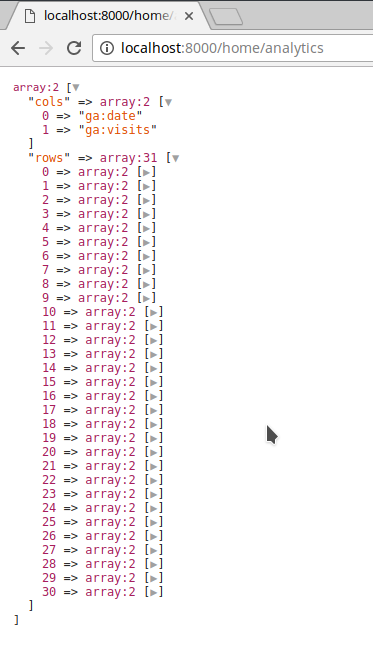 localhost:8000/home/
localhost:8000/home/analytics
array:2 [▼
  "cols" => array:2 [▼
    0 => "ga:date"
    1 => "ga:visits"
  ]
  "rows" => array:31 [▼
    0 => array:2 [▶]
    1 => array:2 [▶]
    2 => array:2 [▶]
    3 => array:2 [▶]
    4 => array:2 [▶]
    5 => array:2 [▶]
    6 => array:2 [▶]
    7 => array:2 [▶]
    8 => array:2 [▶]
    9 => array:2 [▶]
    10 => array:2 [▶]
    11 => array:2 [▶]
    12 => array:2 [▶]
    13 => array:2 [▶]
    14 => array:2 [▶]
    15 => array:2 [▶]
    16 => array:2 [▶]
    17 => array:2 [▶]
    18 => array:2 [▶]
    19 => array:2 [▶]
    20 => array:2 [▶]
    21 => array:2 [▶]
    22 => array:2 [▶]
    23 => array:2 [▶]
    24 => array:2 [▶]
    25 => array:2 [▶]
    26 => array:2 [▶]
    27 => array:2 [▶]
    28 => array:2 [▶]
    29 => array:2 [▶]
    30 => array:2 [▶]
  ]
]